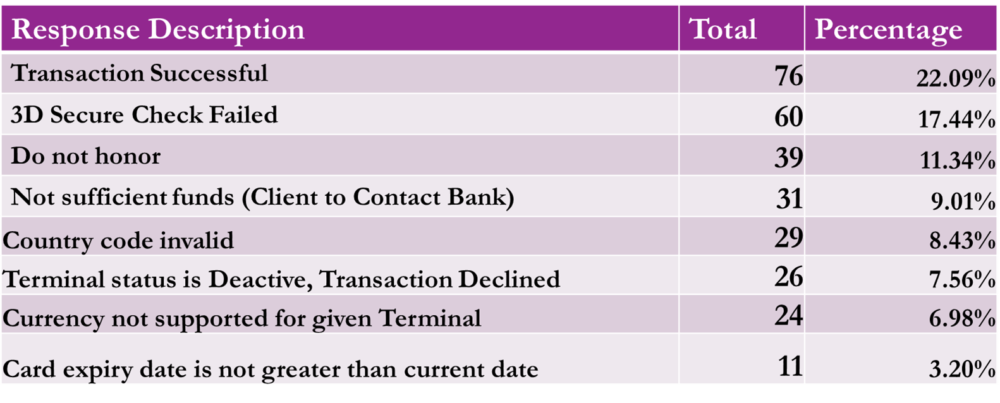 Response Description Total Percentage
Transaction Successful 76 22.09%
3D Secure Check Failed 60 17.44%
Do not honor 39 11.34%
Not sufficient funds (Client to Contact Bank) 31 9.01%
Country code invalid 29 8.43%
Terminal status is Deactive, Transaction Declined 26 7.56%
Currency not supported for given Terminal 24 6.98%
Card expiry date is not greater than current date 11 3.20%